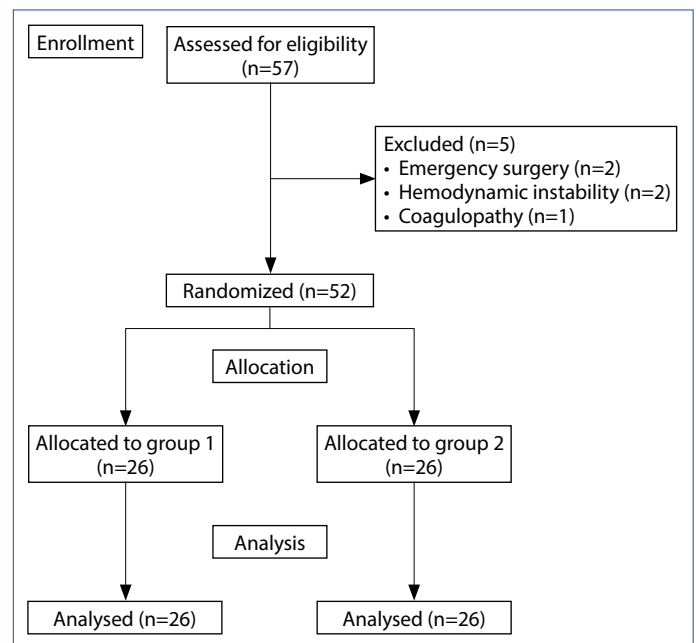 Enrollment
Assessed for eligibility
(n=57)
Excluded (n=5)
• Emergency surgery (n=2)
• Hemodynamic instability (n=2)
• Coagulopathy (n=1)
Randomized (n=52)
Allocation
Allocated to group 1
(n=26)
Allocated to group 2
(n=26)
Analysis
Analysed (n=26)
Analysed (n=26)